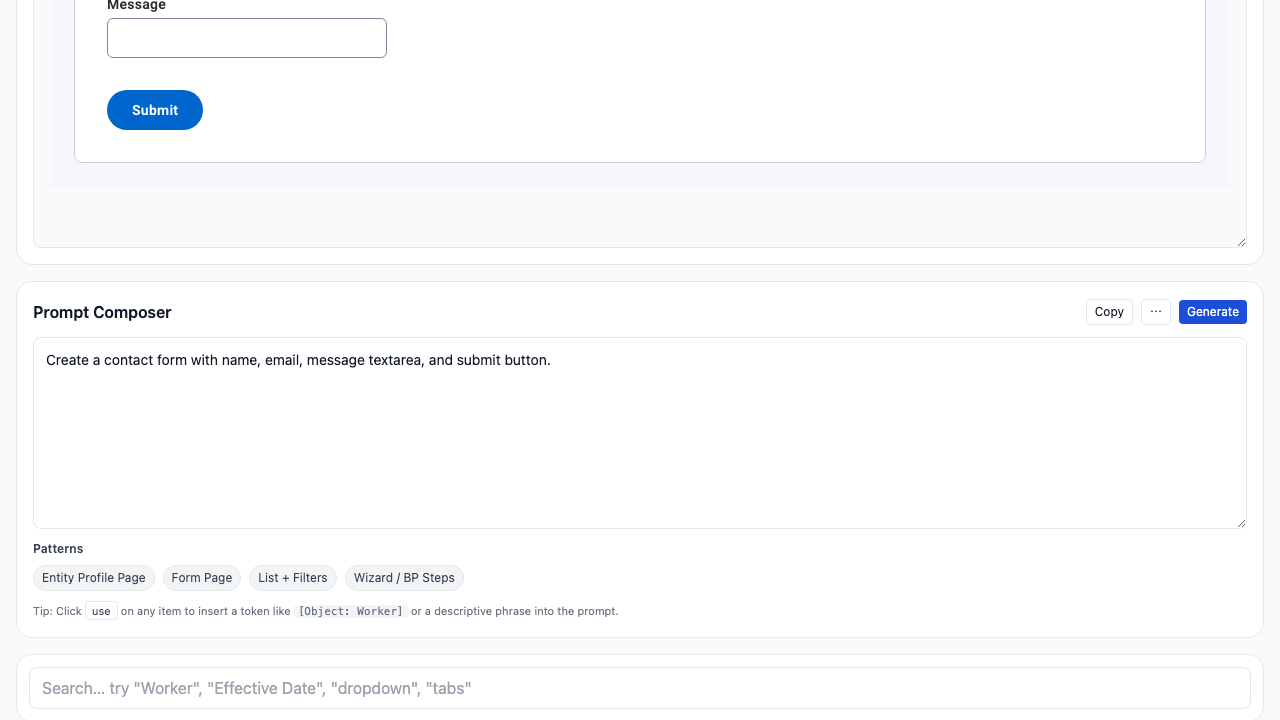 Message
Submit
Prompt Composer
Copy
...
Generate
Create a contact form with name, email, message textarea, and submit button.
Patterns
Entity Profile Page
Form Page
List + Filters
Wizard / BP Steps
Tip: Click use on any item to insert a token like [Object: Worker] or a descriptive phrase into the prompt.
Search... try "Worker", "Effective Date", "dropdown", "tabs"